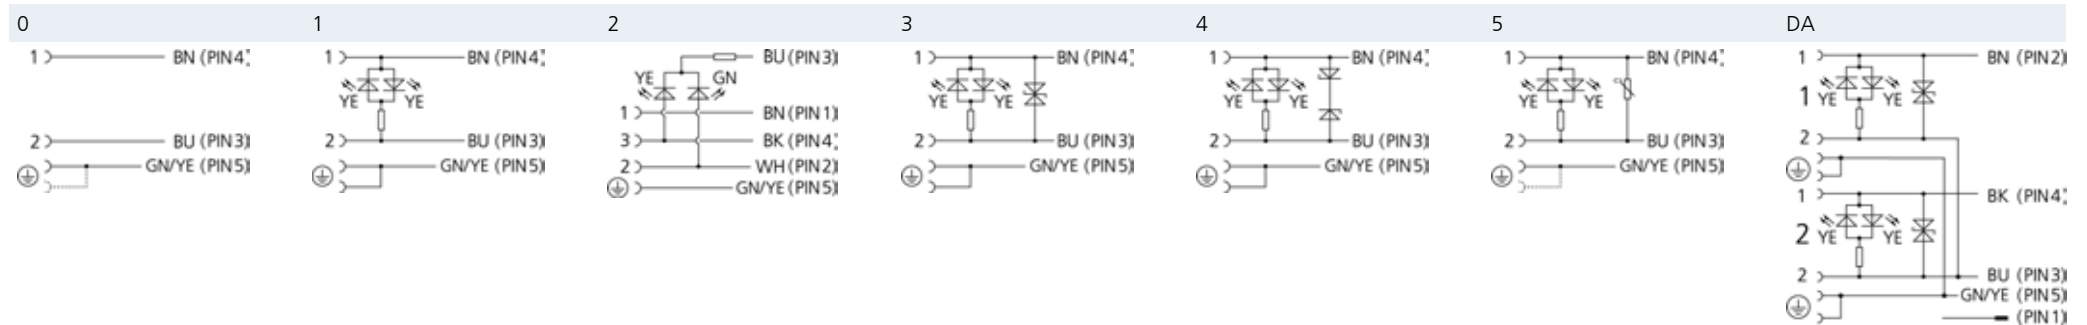 0 1 2 3 4 5 DA
1 BN (PIN4)
2 BU (PIN3)
GN/YE (PIN5)
1 BN (PIN4)
YE YE
2 BU (PIN3)
GN/YE (PIN5)
BU (PIN3)
YE GN
1 BN (PIN1)
3 BK (PIN4)
2 WH (PIN2)
GN/YE (PIN5)
1 BN (PIN4)
YE YE
2 BU (PIN3)
GN/YE (PIN5)
1 BN (PIN4)
YE YE
2 BU (PIN3)
GN/YE (PIN5)
1 BN (PIN4)
YE YE
2 BU (PIN3)
GN/YE (PIN5)
1 BN (PIN2)
1 YE YE
2
1 BK (PIN4)
2 YE YE
2 BU (PIN3)
GN/YE (PIN5)
(PIN1)